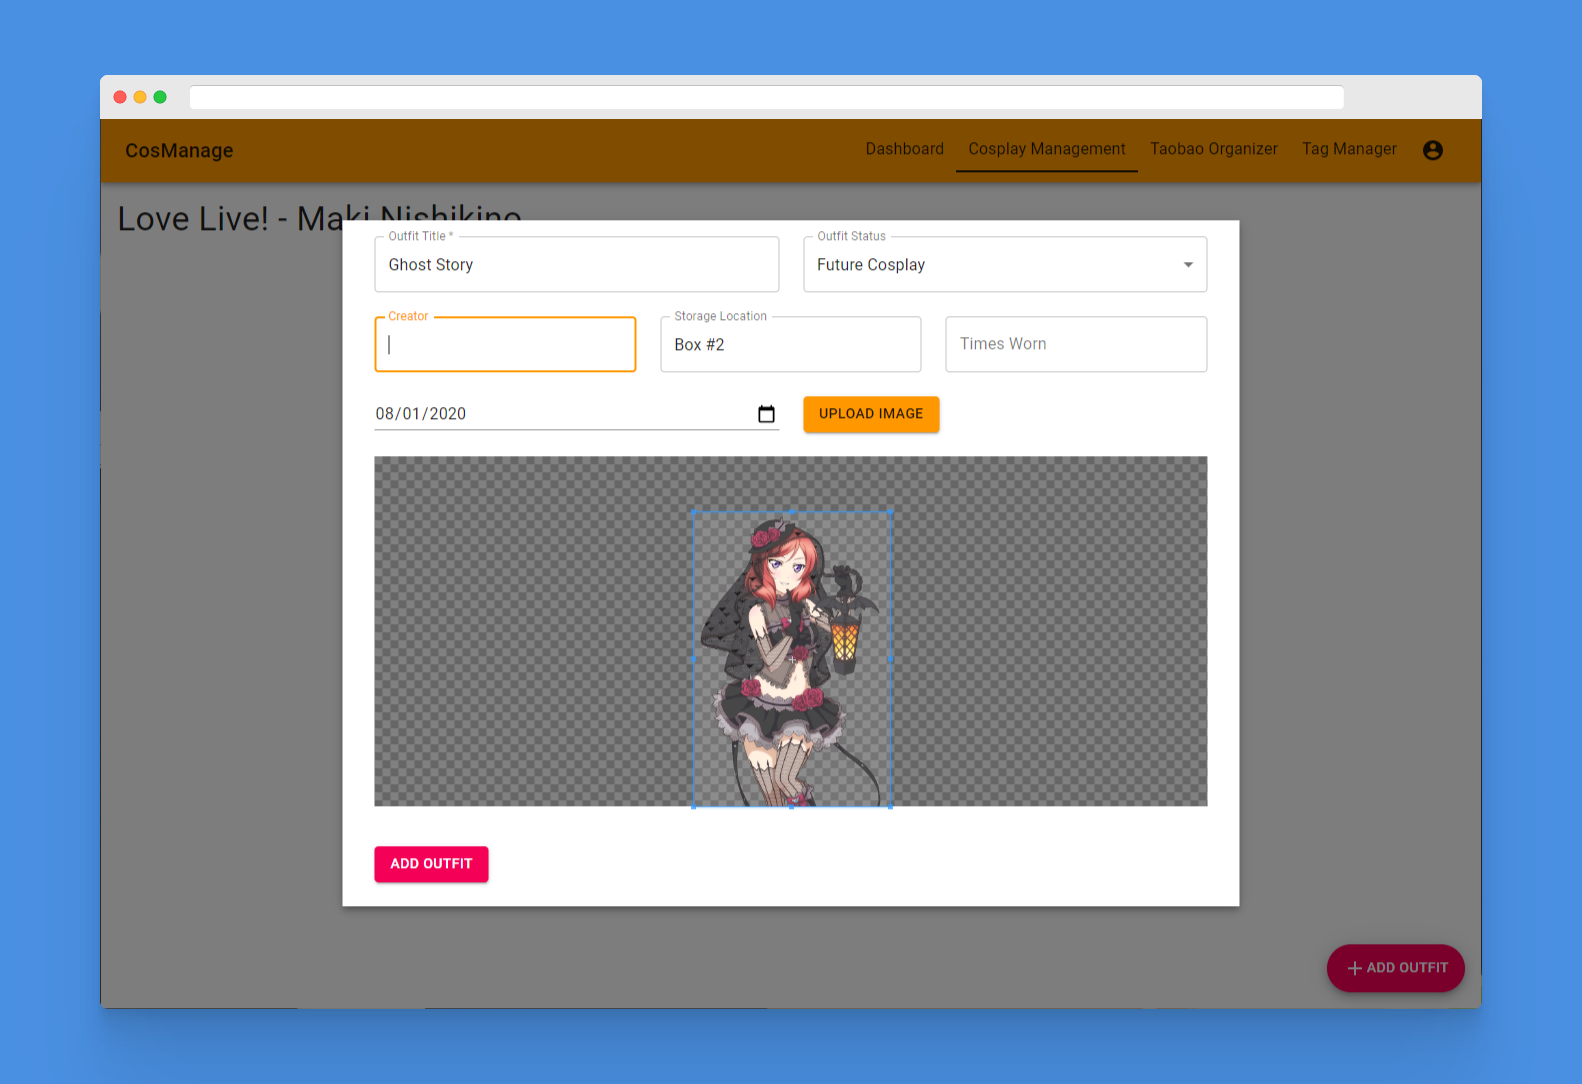 CosManage
Dashboard
Cosplay Management
Taobao Organizer
Tag Manager
Love Live! - Maki Nishikino
Outfit Title *
Ghost Story
Outfit Status
Future Cosplay
Creator
Storage Location
Box #2
Times Worn
08/01/2020
UPLOAD IMAGE
ADD OUTFIT
ADD OUTFIT